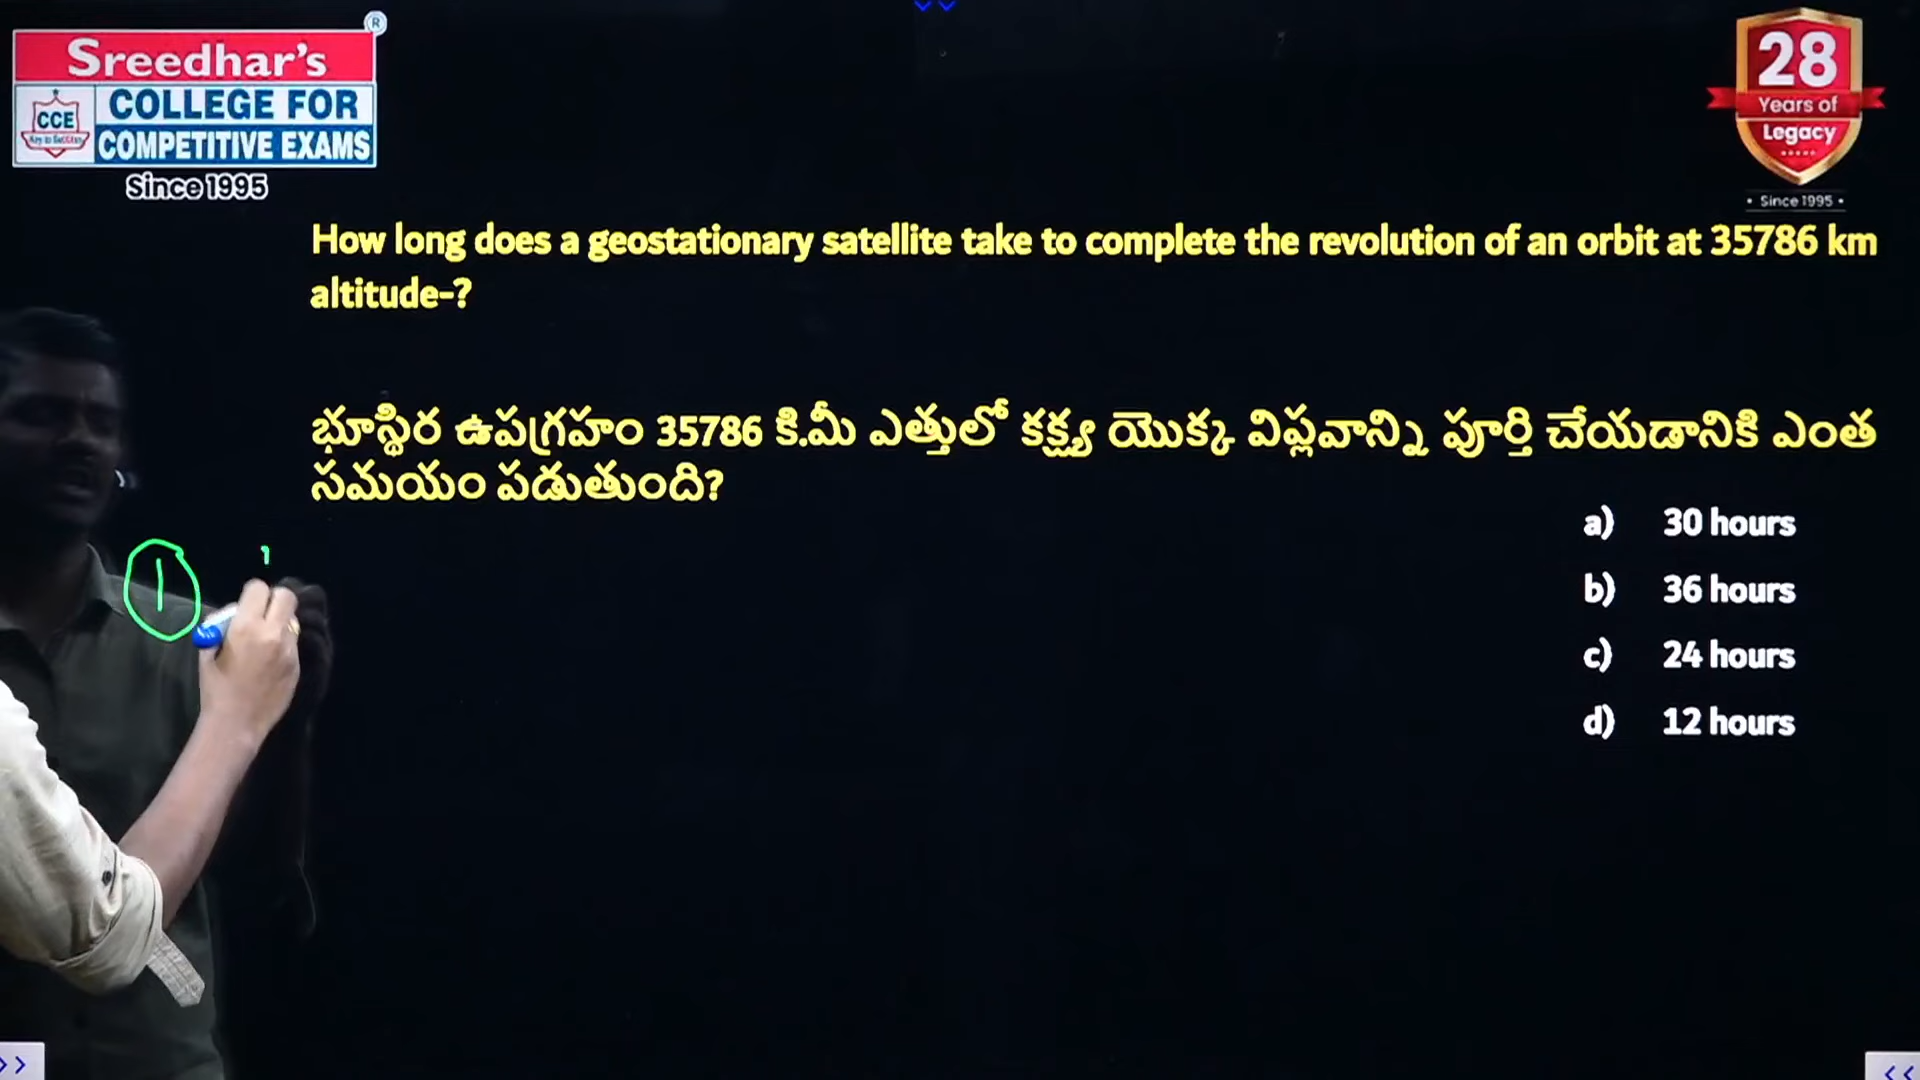 Sreedhar's
®
COLLEGE FOR
CCE
COMPETITIVE EXAMS
Since 1995
28
Years of
Legacy
• Since 1995 •
How long does a geostationary satellite take to complete the revolution of an orbit at 35786 km
altitude-?
భూస్థిర ఉపగ్రహం 35786 కి.మీ ఎత్తులో కక్ష్య యొక్క విప్లవాన్ని పూర్తి చేయడానికి ఎంత
సమయం పడుతుంది?
a) 30 hours
b) 36 hours
c) 24 hours
d) 12 hours
1